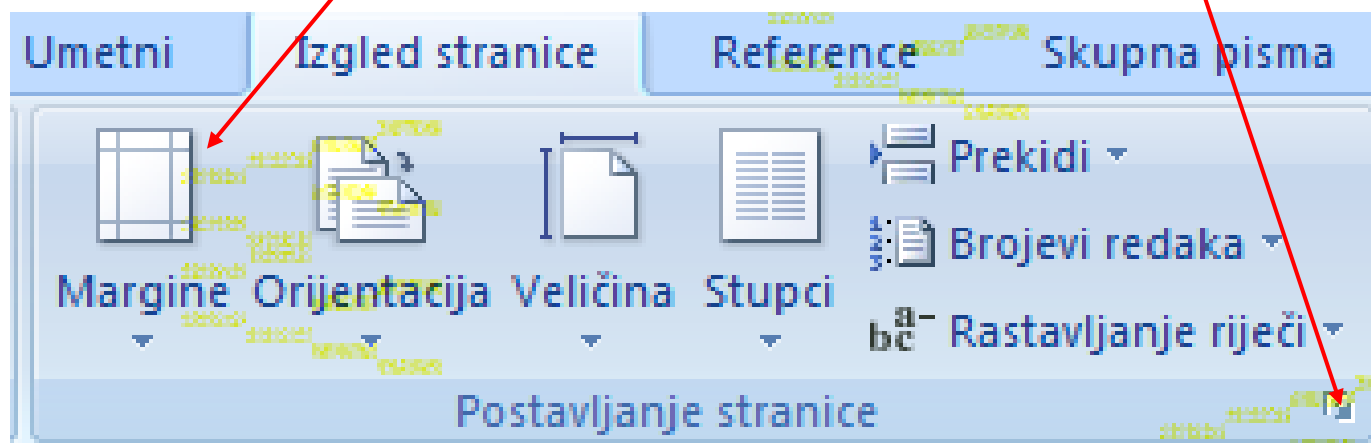 Umetni Izgled stranice Reference Skupna pisma
Prekidi
Brojevi redaka
Margine Orijentacija Veličina Stupci
Rastavljanje riječi
Postavljanje stranice